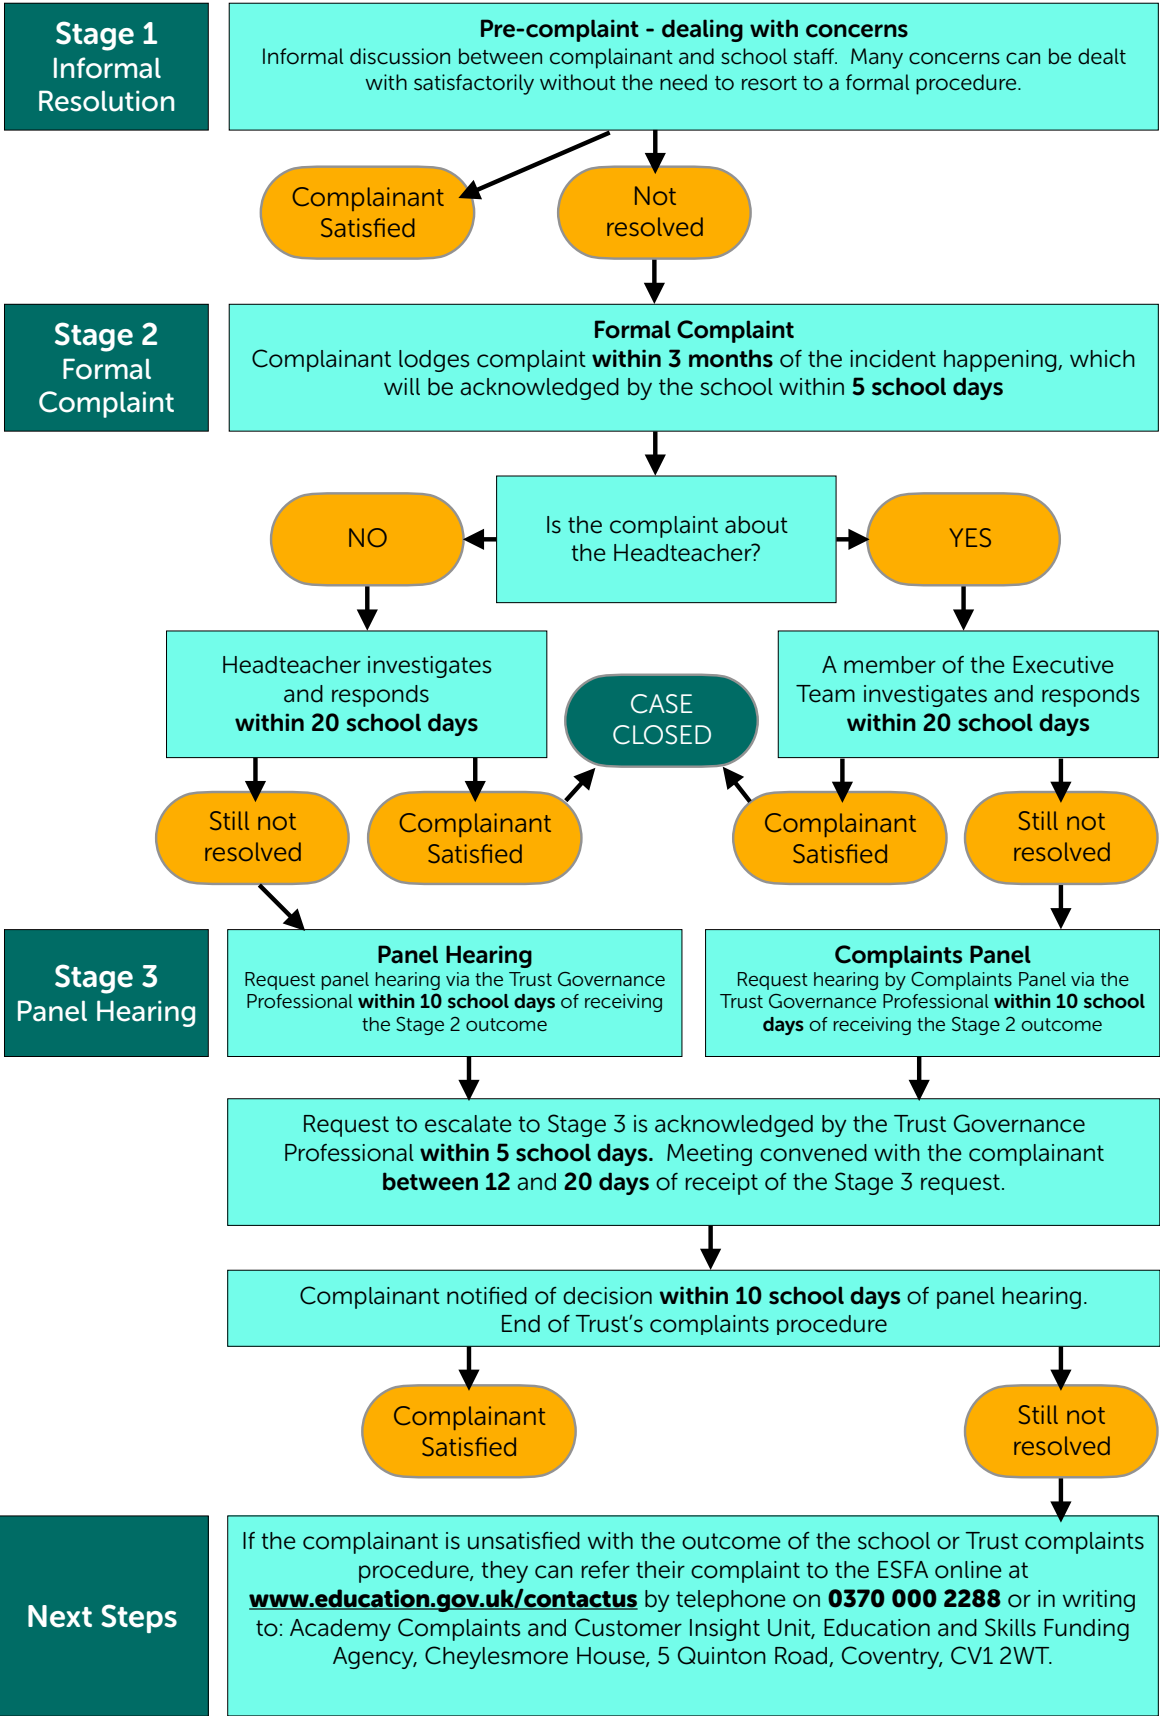 Stage 1
Informal
Resolution
Pre-complaint - dealing with concerns
Informal discussion between complainant and school staff.  Many concerns can be dealt
with satisfactorily without the need to resort to a formal procedure.
Complainant
Satisfied
Not
resolved
Stage 2
Formal
Complaint
Formal Complaint
Complainant lodges complaint within 3 months of the incident happening, which
will be acknowledged by the school within 5 school days
Is the complaint about
the Headteacher?
NO
YES
Headteacher investigates
and responds
within 20 school days
CASE
CLOSED
A member of the Executive
Team investigates and responds
within 20 school days
Still not
resolved
Complainant
Satisfied
Complainant
Satisfied
Still not
resolved
Stage 3
Panel Hearing
Panel Hearing
Request panel hearing via the Trust Governance
Professional within 10 school days of receiving
the Stage 2 outcome
Complaints Panel
Request hearing by Complaints Panel via the
Trust Governance Professional within 10 school
days of receiving the Stage 2 outcome
Request to escalate to Stage 3 is acknowledged by the Trust Governance
Professional within 5 school days.  Meeting convened with the complainant
between 12 and 20 days of receipt of the Stage 3 request.
Complainant notified of decision within 10 school days of panel hearing.
End of Trust's complaints procedure
Complainant
Satisfied
Still not
resolved
Next Steps
If the complainant is unsatisfied with the outcome of the school or Trust complaints
procedure, they can refer their complaint to the ESFA online at
www.education.gov.uk/contactus by telephone on 0370 000 2288 or in writing
to: Academy Complaints and Customer Insight Unit, Education and Skills Funding
Agency, Cheylesmore House, 5 Quinton Road, Coventry, CV1 2WT.